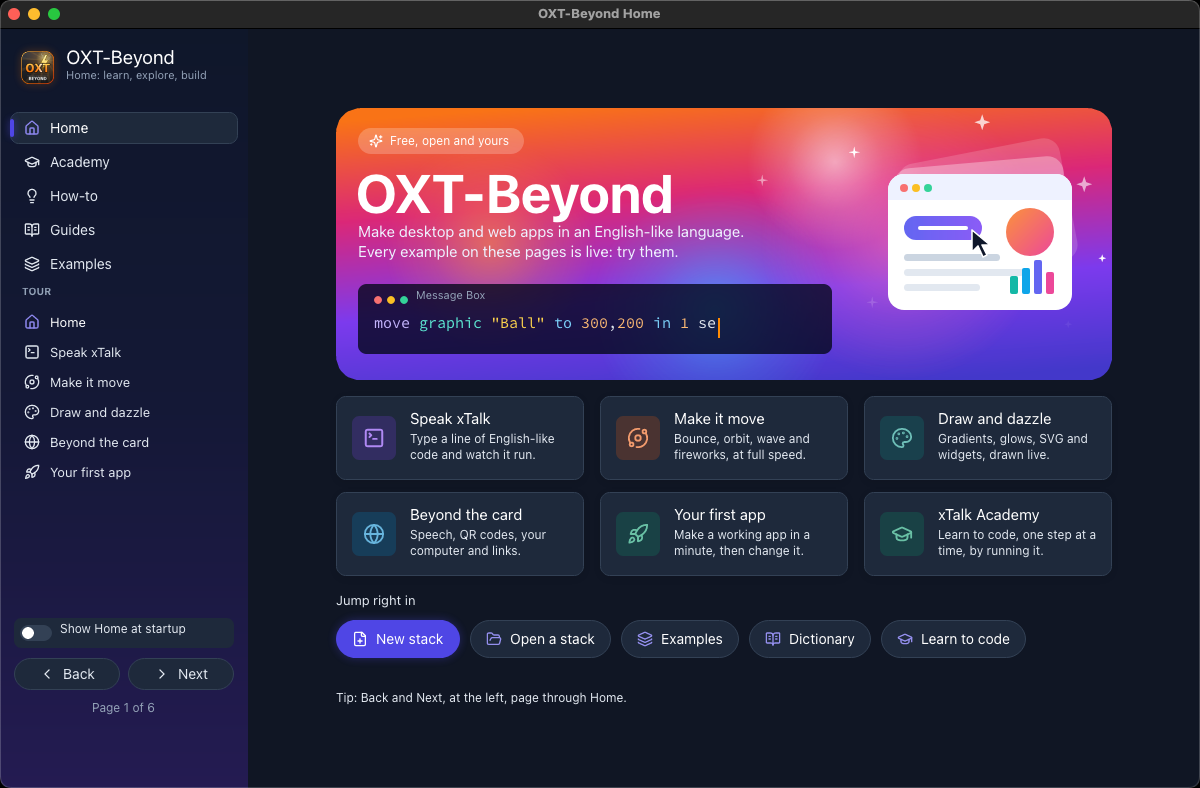 OXT-Beyond Home
OXT
BEYOND
OXT-Beyond
Home: learn, explore, build
Home
Academy
How-to
Guides
Examples
TOUR
Home
Speak xTalk
Make it move
Draw and dazzle
Beyond the card
Your first app
Show Home at startup
Back
Next
Page 1 of 6
Free, open and yours
OXT-Beyond
Make desktop and web apps in an English-like language.
Every example on these pages is live: try them.
Message Box
move graphic "Ball" to 300,200 in 1 se
Speak xTalk
Type a line of English-like
code and watch it run.
Make it move
Bounce, orbit, wave and
fireworks, at full speed.
Draw and dazzle
Gradients, glows, SVG and
widgets, drawn live.
Beyond the card
Speech, QR codes, your
computer and links.
Your first app
Make a working app in a
minute, then change it.
xTalk Academy
Learn to code, one step at a
time, by running it.
Jump right in
New stack
Open a stack
Examples
Dictionary
Learn to code
Tip: Back and Next, at the left, page through Home.